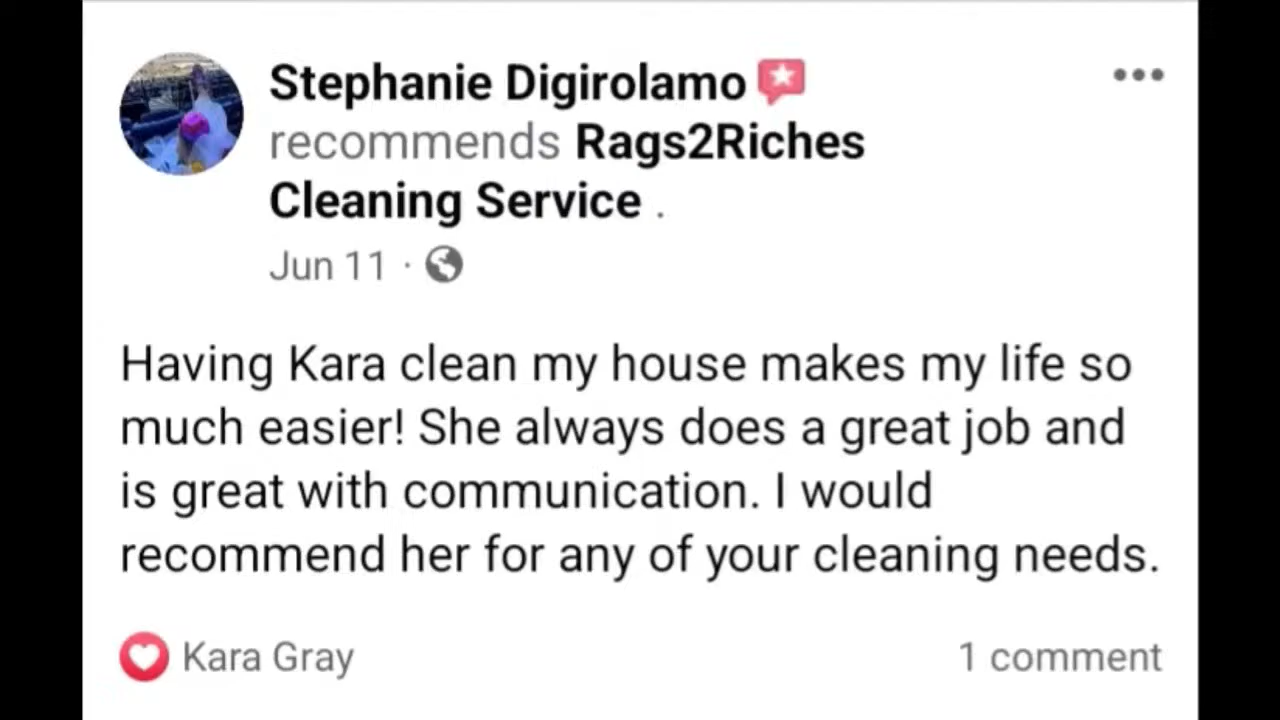 Stephanie Digirolamo
recommends Rags2Riches
Cleaning Service .
Jun 11 ·
Having Kara clean my house makes my life so
much easier! She always does a great job and
is great with communication. I would
recommend her for any of your cleaning needs.
Kara Gray
1 comment